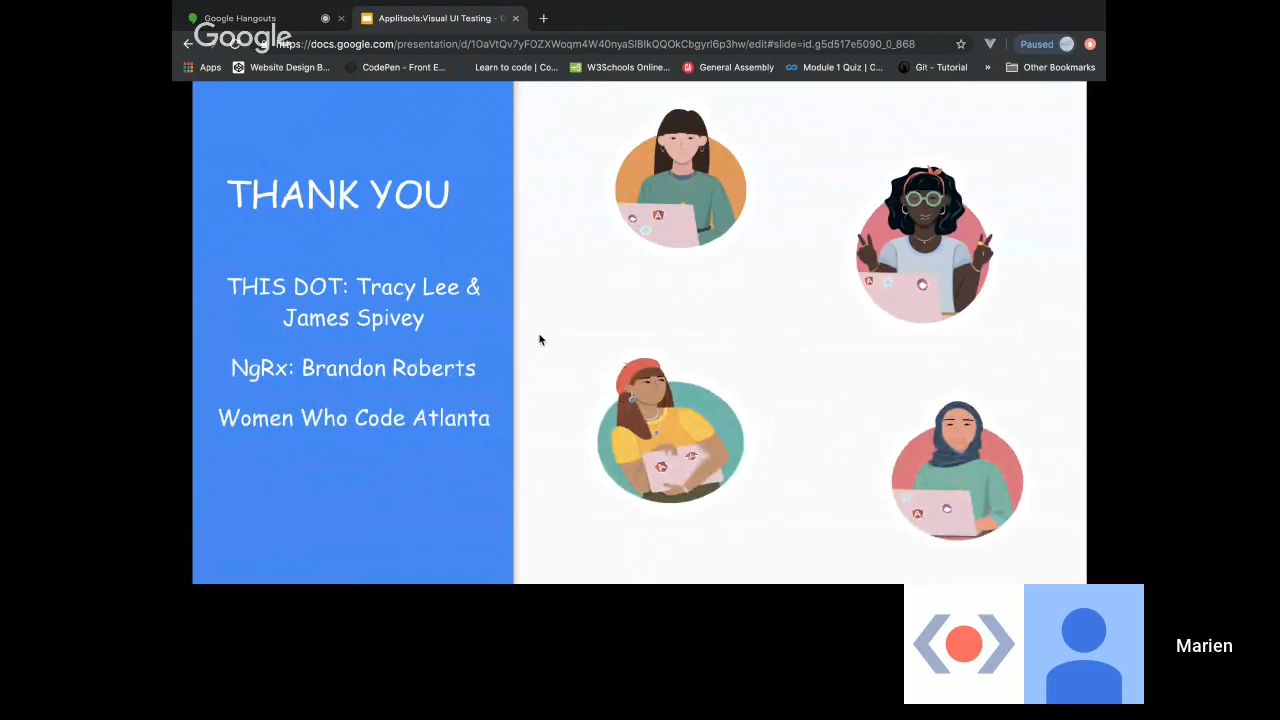 Google Hangouts
Applitools:Visual UI Testing -
Google
https://docs.google.com/presentation/d/1OaVtQv7yFOZXWoqm4W40nyaSIBIkQQOkCbgyrl6p3hw/edit#slide=id.g5d517e5090_0_868
Paused
Apps
Website Design B...
CodePen - Front E...
Learn to code | Co...
W3Schools Online...
General Assembly
Module 1 Quiz | C...
Git - Tutorial
»
Other Bookmarks
THANK YOU
THIS DOT: Tracy Lee &
James Spivey
NgRx: Brandon Roberts
Women Who Code Atlanta
Marien